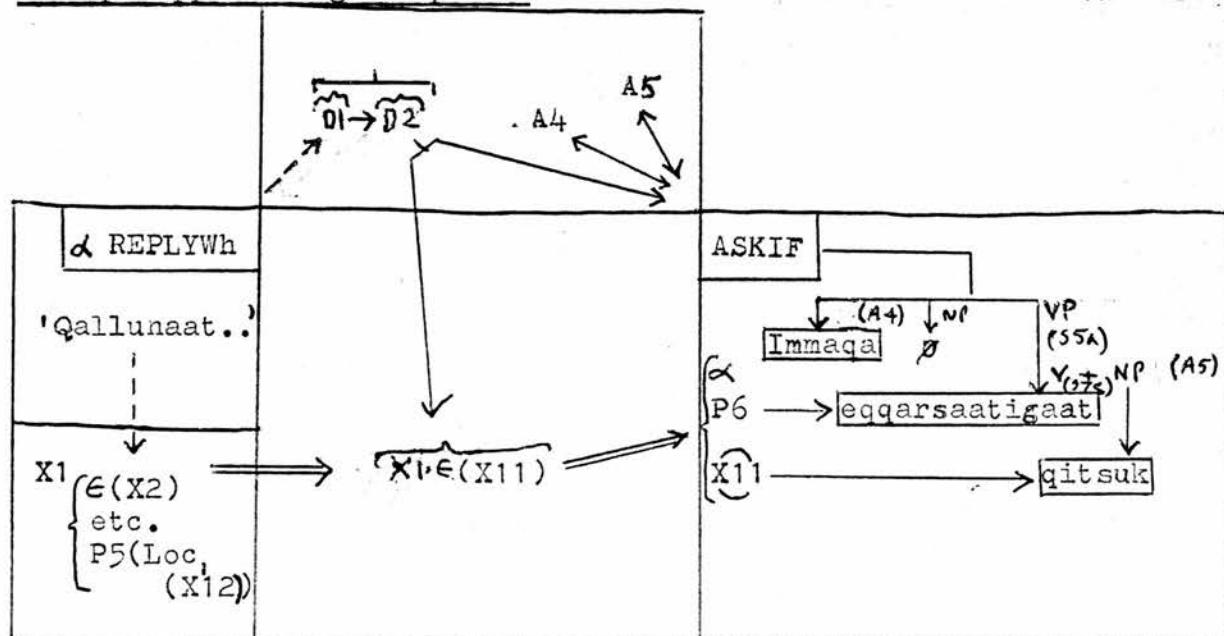 D1 → D2
A4
A5
α REPLYWh
ASKIF
'Qallunaat..'
(A4) NP VP
(S5a)
Immaqa ø
α V NP (A5)
P6 → eqqarsaatigaat
X1 ⇒ X1·∈(X11) ⇒ X11 → qitsuk
∈(X2)
etc.
P5(Loc,
(X12))